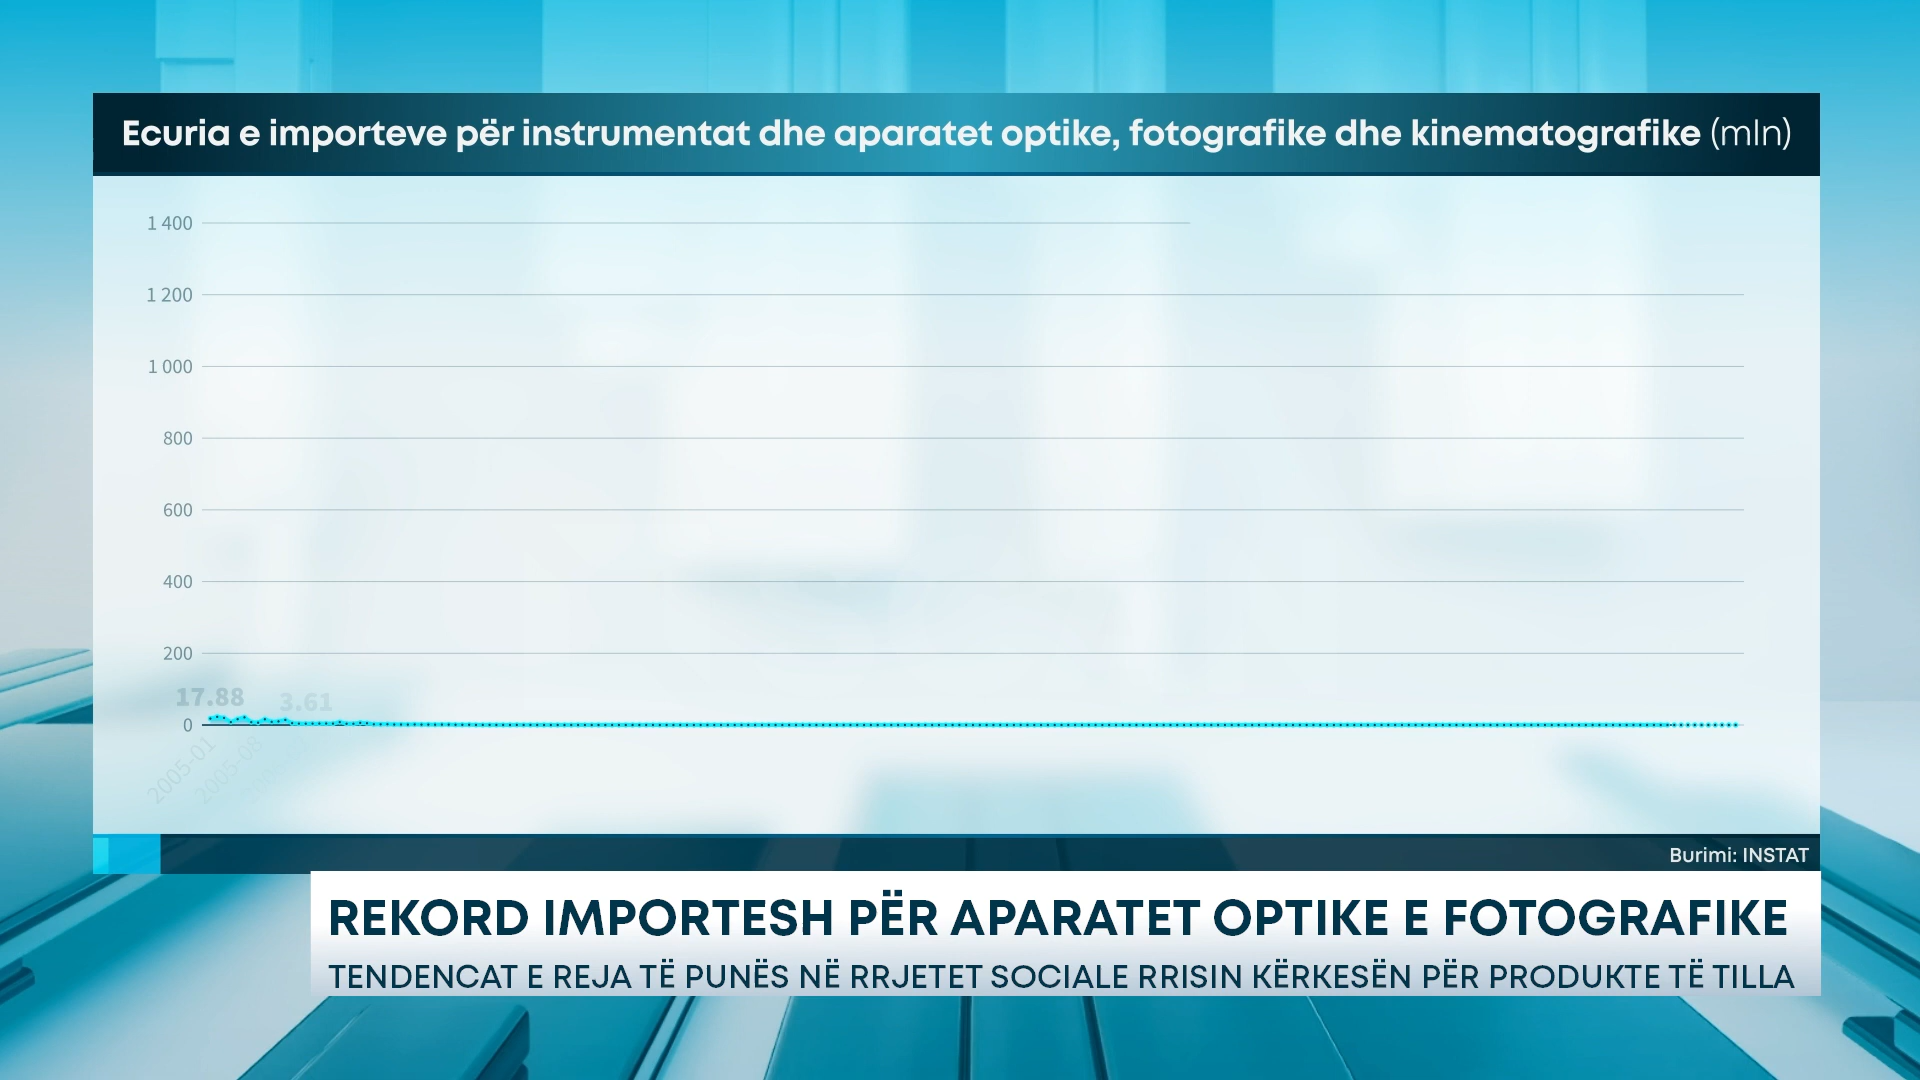 Ecuria e importeve për instrumentat dhe aparatet optike, fotografike dhe kinematografike (mln)
1 400
1 200
1 000
800
600
400
200
17.88 3.61
0
2005-01 2005-08
Burimi: INSTAT
REKORD IMPORTESH PËR APARATET OPTIKE E FOTOGRAFIKE
TENDENCAT E REJA TË PUNËS NË RRJETET SOCIALE RRISIN KËRKESËN PËR PRODUKTE TË TILLA